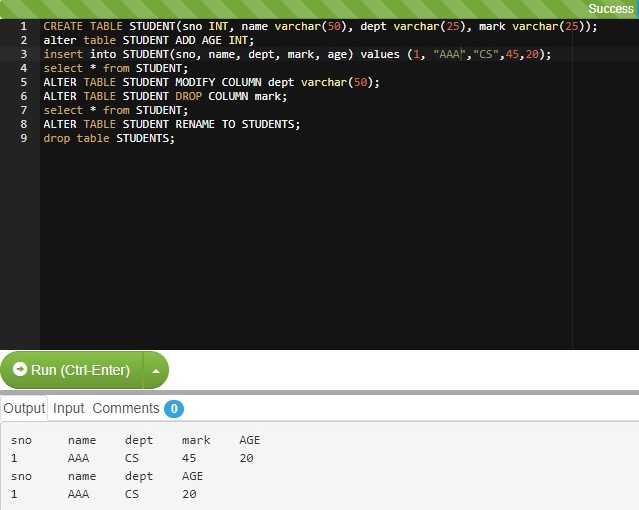 Success
1 CREATE TABLE STUDENT(sno INT, name varchar(50), dept varchar(25), mark varchar(25));
2 alter table STUDENT ADD AGE INT;
3 insert into STUDENT(sno, name, dept, mark, age) values (1, "AAA","CS",45,20);
4 select * from STUDENT;
5 ALTER TABLE STUDENT MODIFY COLUMN dept varchar(50);
6 ALTER TABLE STUDENT DROP COLUMN mark;
7 select * from STUDENT;
8 ALTER TABLE STUDENT RENAME TO STUDENTS;
9 drop table STUDENTS;
Run (Ctrl-Enter)
Output Input Comments 0
sno name dept mark AGE
1 AAA CS 45 20
sno name dept AGE
1 AAA CS 20